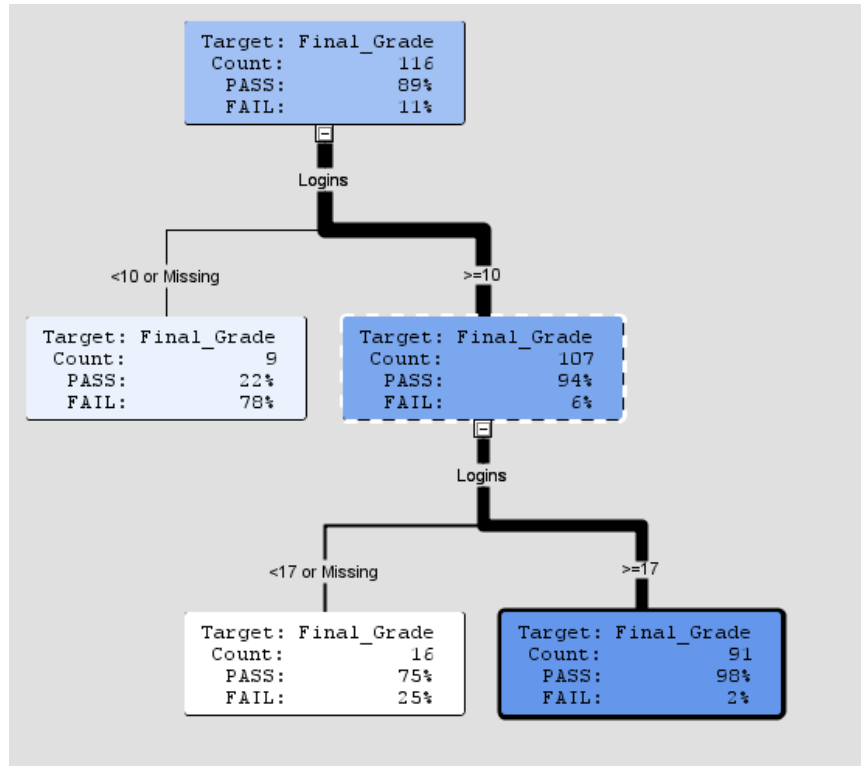 Target: Final_Grade
Count: 116
PASS: 89%
FAIL: 11%
Logins
<10 or Missing
>=10
Target: Final_Grade
Count: 9
PASS: 22%
FAIL: 78%
Target: Final_Grade
Count: 107
PASS: 94%
FAIL: 6%
Logins
<17 or Missing
>=17
Target: Final_Grade
Count: 16
PASS: 75%
FAIL: 25%
Target: Final_Grade
Count: 91
PASS: 98%
FAIL: 2%